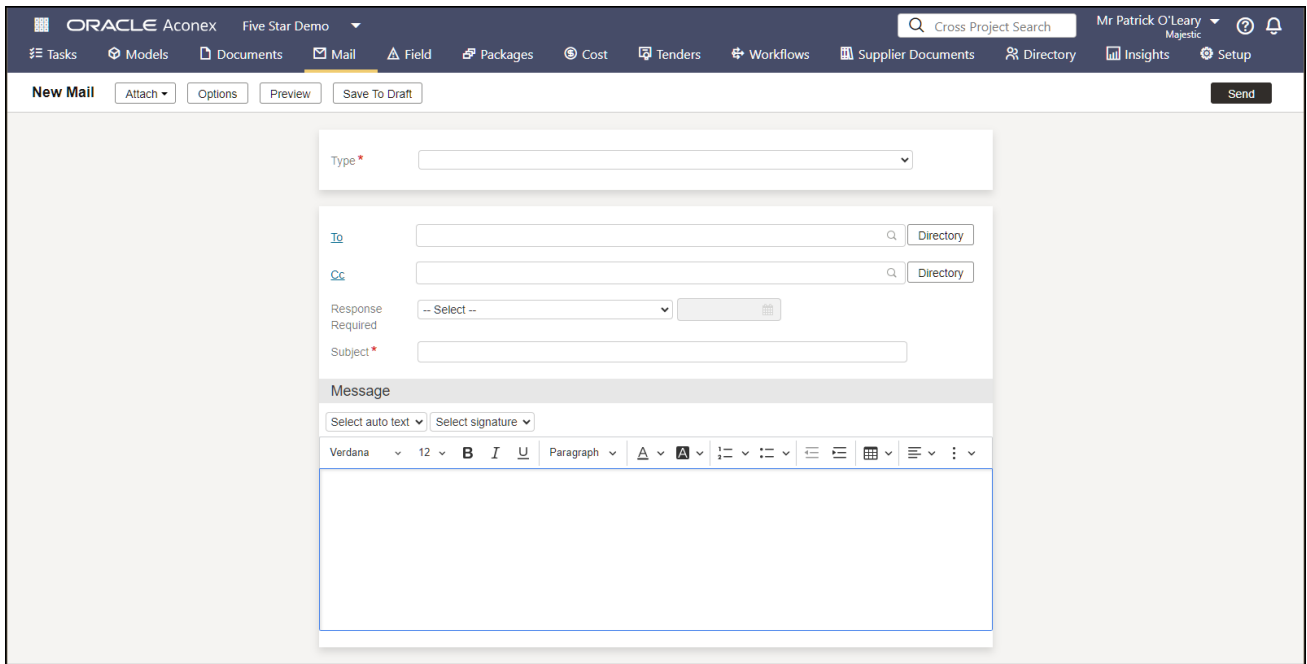 ORACLE Aconex Five Star Demo Cross Project Search Mr Patrick O'Leary
Majestic
Tasks Models Documents Mail Field Packages Cost Tenders Workflows Supplier Documents Directory Insights Setup
New Mail Attach Options Preview Save To Draft Send
Type *
To Directory
Cc Directory
Response
Required
-- Select --
Subject *
Message
Select auto text Select signature
Verdana 12 B I U Paragraph A A